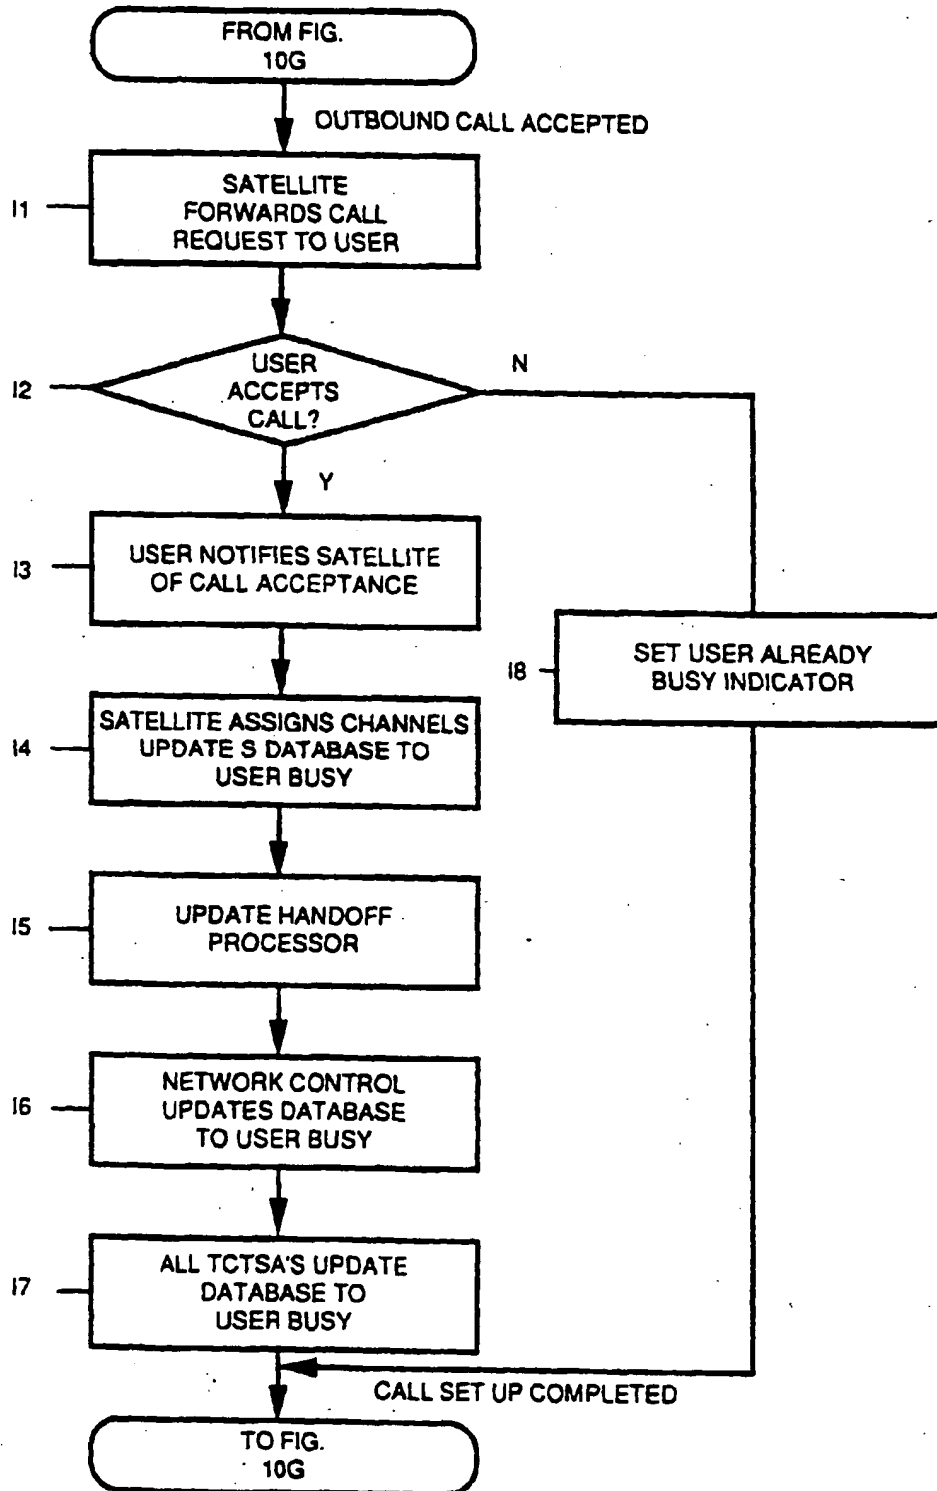 FROM FIG.
10G
OUTBOUND CALL ACCEPTED
I1
SATELLITE
FORWARDS CALL
REQUEST TO USER
I2
USER
ACCEPTS
CALL?
N
Y
I3
USER NOTIFIES SATELLITE
OF CALL ACCEPTANCE
I8
SET USER ALREADY
BUSY INDICATOR
I4
SATELLITE ASSIGNS CHANNELS
UPDATE S DATABASE TO
USER BUSY
I5
UPDATE HANDOFF
PROCESSOR
I6
NETWORK CONTROL
UPDATES DATABASE
TO USER BUSY
I7
ALL TCTSA'S UPDATE
DATABASE TO
USER BUSY
CALL SET UP COMPLETED
TO FIG.
10G